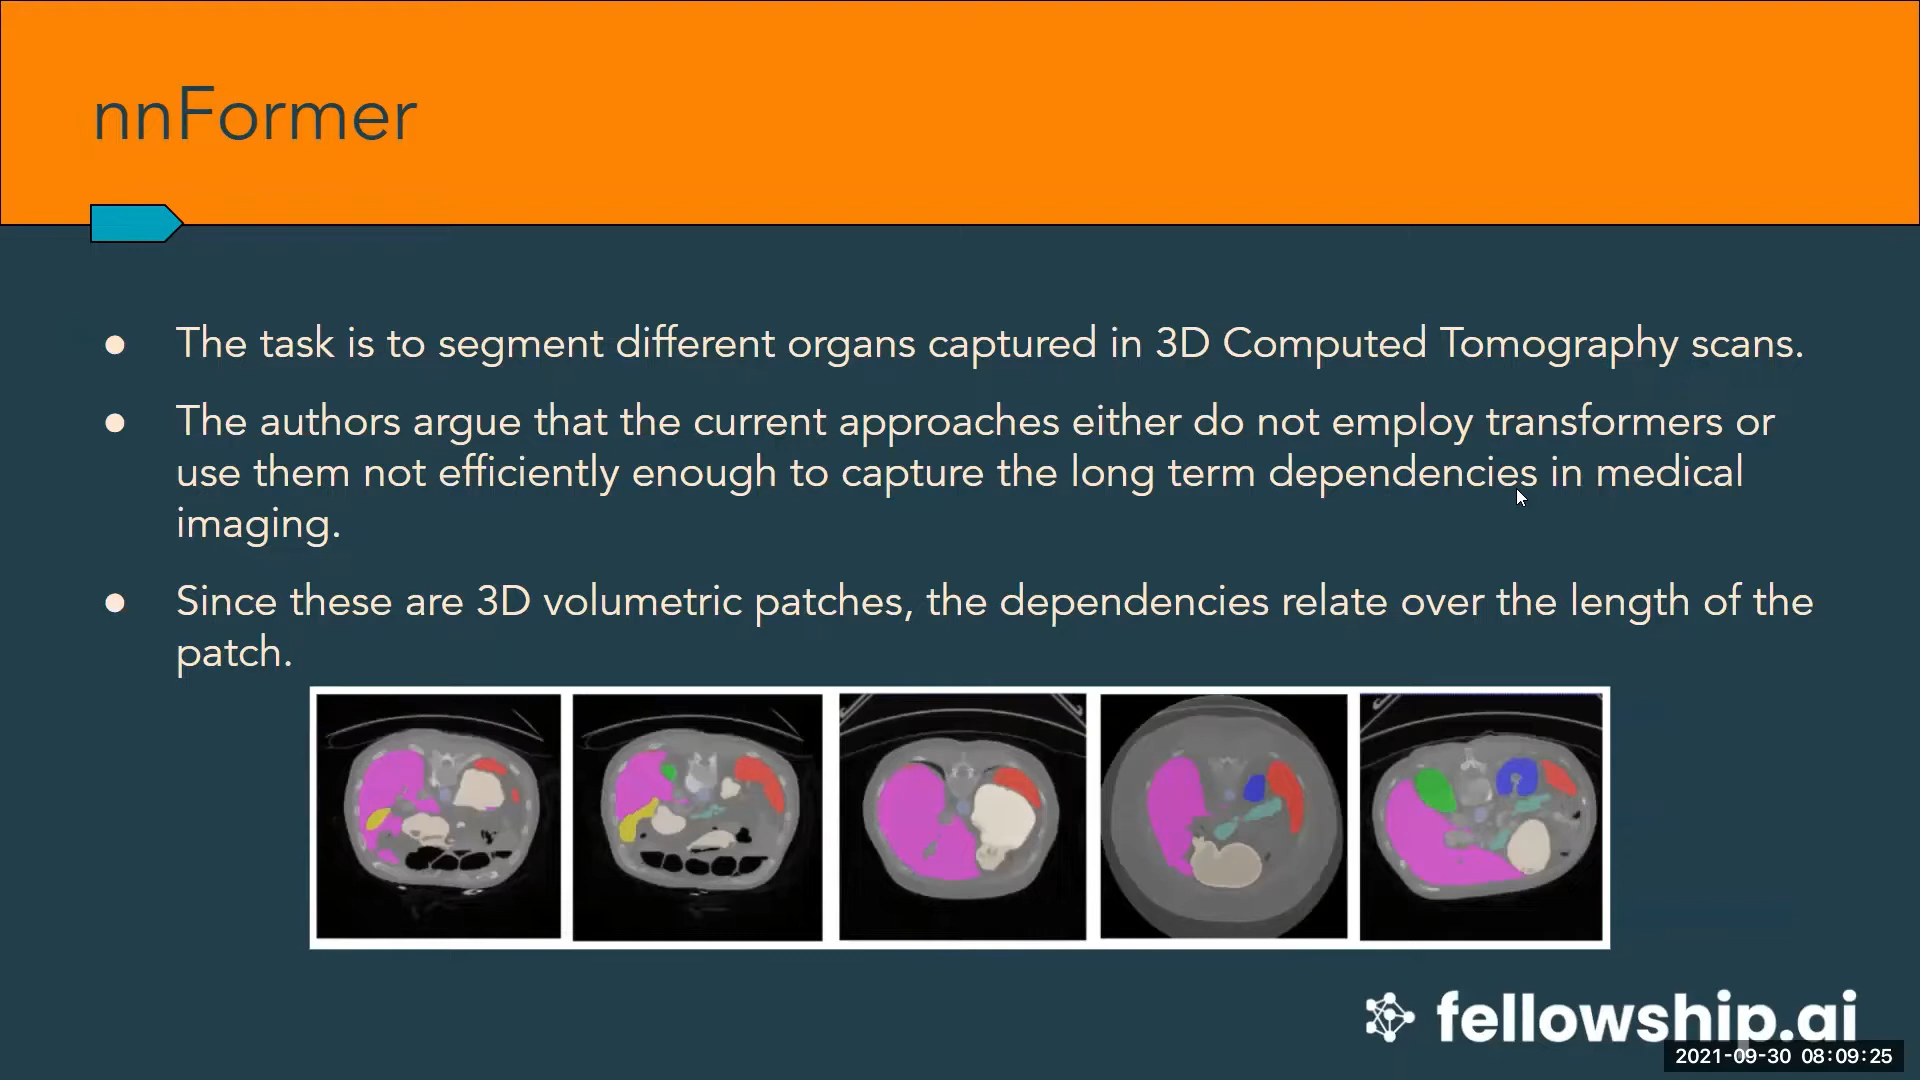 nnFormer
● The task is to segment different organs captured in 3D Computed Tomography scans.
● The authors argue that the current approaches either do not employ transformers or
use them not efficiently enough to capture the long term dependencies in medical
imaging.
● Since these are 3D volumetric patches, the dependencies relate over the length of the
patch.
fellowship.ai
2021-09-30 08:09:25